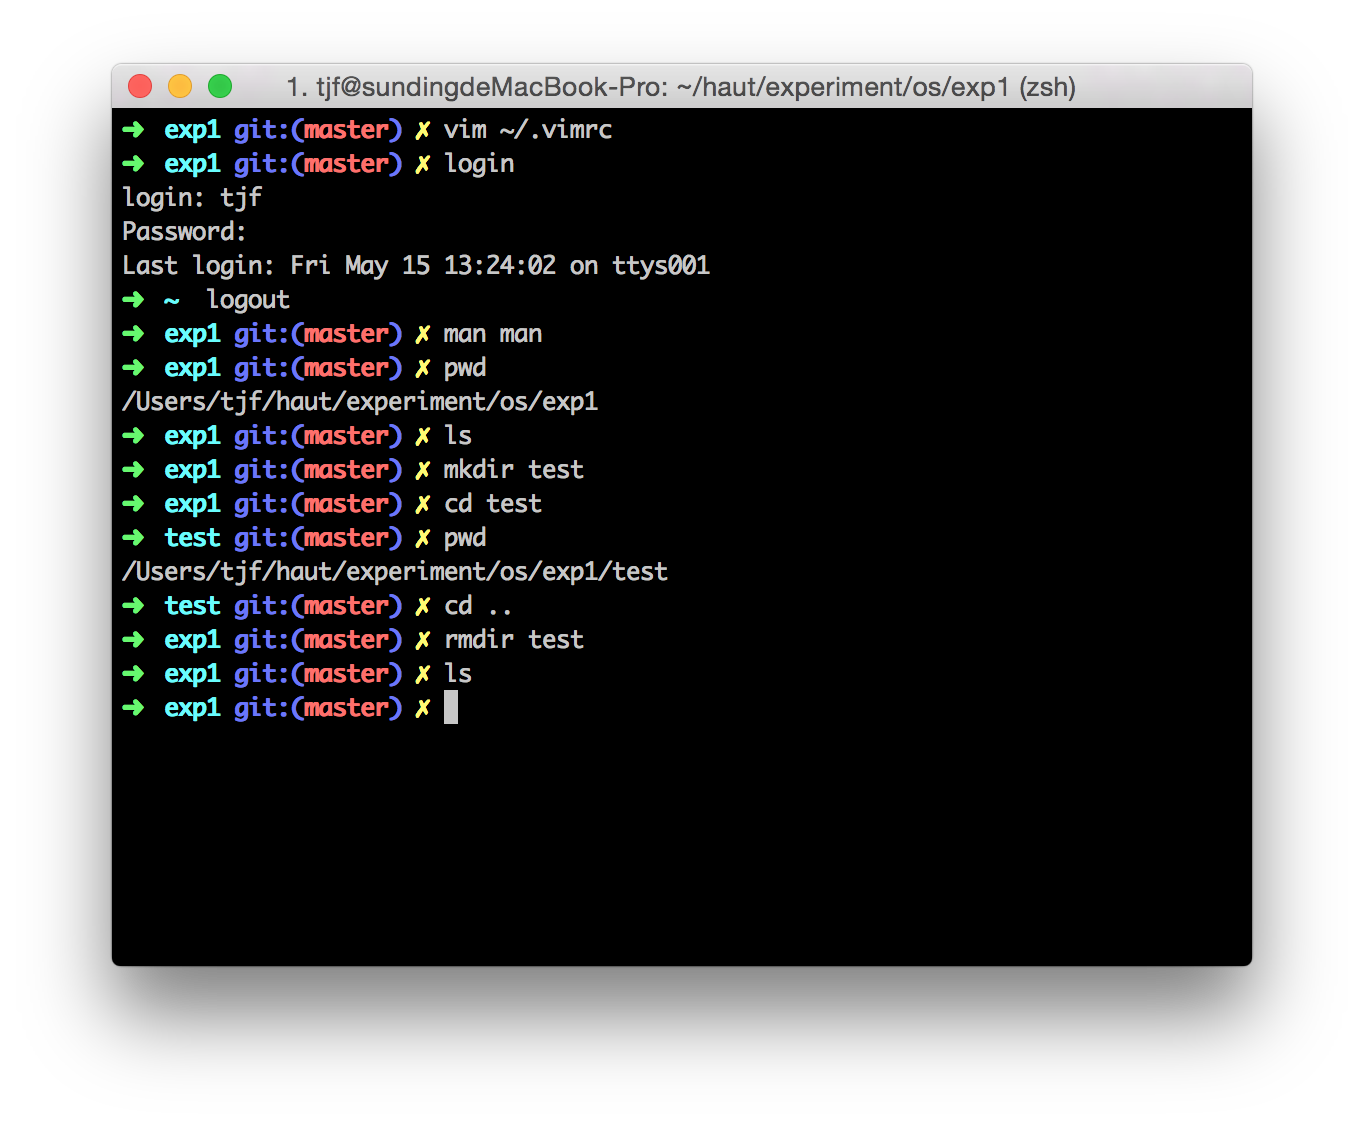 1. tjf@sundingdeMacBook-Pro: ~/haut/experiment/os/exp1 (zsh)
➜  exp1 git:(master) ✗ vim ~/.vimrc
➜  exp1 git:(master) ✗ login
login: tjf
Password:
Last login: Fri May 15 13:24:02 on ttys001
➜  ~  logout
➜  exp1 git:(master) ✗ man man
➜  exp1 git:(master) ✗ pwd
/Users/tjf/haut/experiment/os/exp1
➜  exp1 git:(master) ✗ ls
➜  exp1 git:(master) ✗ mkdir test
➜  exp1 git:(master) ✗ cd test
➜  test git:(master) ✗ pwd
/Users/tjf/haut/experiment/os/exp1/test
➜  test git:(master) ✗ cd ..
➜  exp1 git:(master) ✗ rmdir test
➜  exp1 git:(master) ✗ ls
➜  exp1 git:(master) ✗